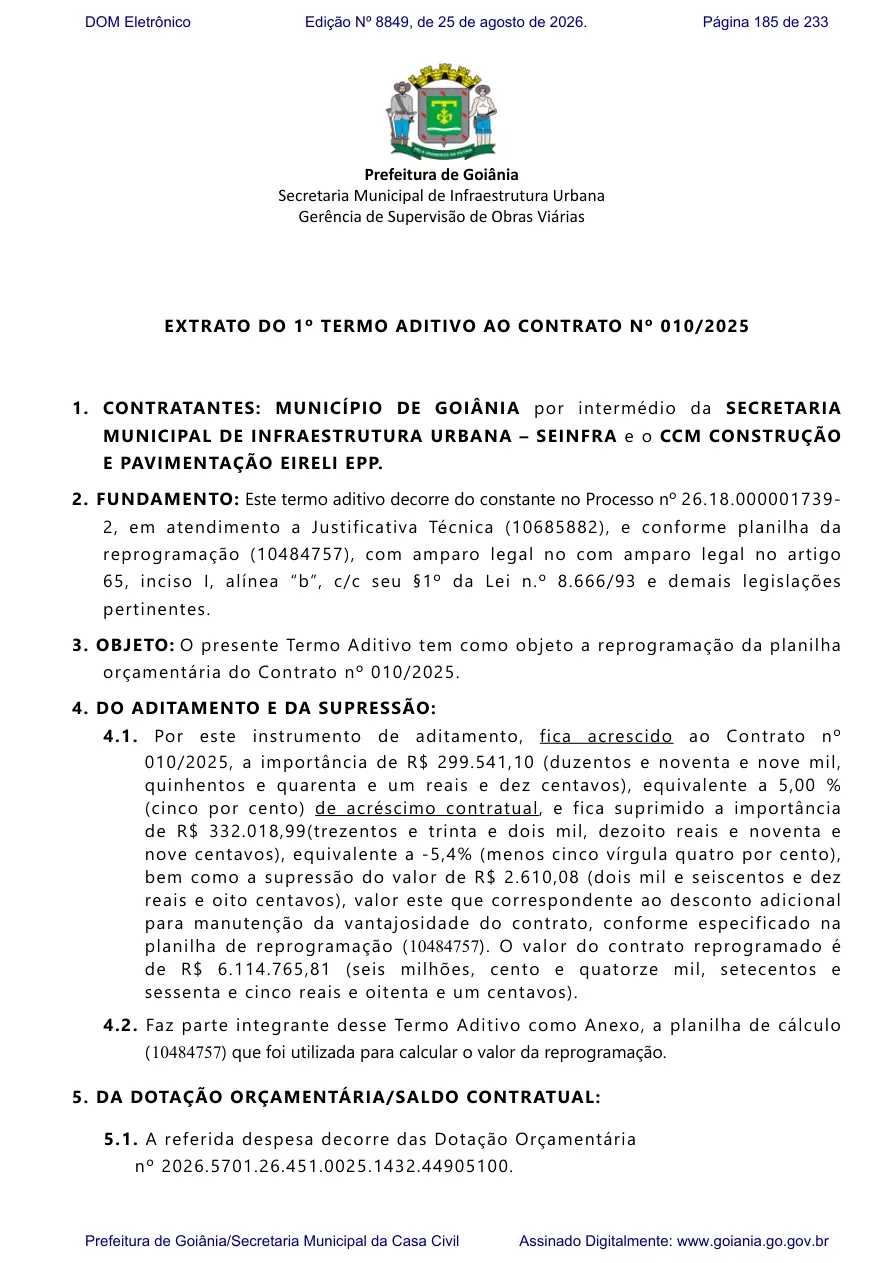 DOM Eletrônico Edição Nº 8849, de 25 de agosto de 2026. Página 185 de 233
PELA GRANDEZA DA PÁTRIA
Prefeitura de Goiânia
Secretaria Municipal de Infraestrutura Urbana
Gerência de Supervisão de Obras Viárias
EXTRATO DO 1º TERMO ADITIVO AO CONTRATO Nº 010/2025
1. CONTRATANTES: MUNICÍPIO DE GOIÂNIA por intermédio da SECRETARIA
MUNICIPAL DE INFRAESTRUTURA URBANA – SEINFRA e o CCM CONSTRUÇÃO
E PAVIMENTAÇÃO EIRELI EPP.
2. FUNDAMENTO: Este termo aditivo decorre do constante no Processo nº 26.18.000001739-
2, em atendimento a Justificativa Técnica (10685882), e conforme planilha da
reprogramação (10484757), com amparo legal no com amparo legal no artigo
65, inciso I, alínea “b”, c/c seu §1º da Lei n.º 8.666/93 e demais legislações
pertinentes.
3. OBJETO: O presente Termo Aditivo tem como objeto a reprogramação da planilha
orçamentária do Contrato nº 010/2025.
4. DO ADITAMENTO E DA SUPRESSÃO:
4.1. Por este instrumento de aditamento, fica acrescido ao Contrato nº
010/2025, a importância de R$ 299.541,10 (duzentos e noventa e nove mil,
quinhentos e quarenta e um reais e dez centavos), equivalente a 5,00 %
(cinco por cento) de acréscimo contratual, e fica suprimido a importância
de R$ 332.018,99(trezentos e trinta e dois mil, dezoito reais e noventa e
nove centavos), equivalente a -5,4% (menos cinco vírgula quatro por cento),
bem como a supressão do valor de R$ 2.610,08 (dois mil e seiscentos e dez
reais e oito centavos), valor este que correspondente ao desconto adicional
para manutenção da vantajosidade do contrato, conforme especificado na
planilha de reprogramação (10484757). O valor do contrato reprogramado é
de R$ 6.114.765,81 (seis milhões, cento e quatorze mil, setecentos e
sessenta e cinco reais e oitenta e um centavos).
4.2. Faz parte integrante desse Termo Aditivo como Anexo, a planilha de cálculo
(10484757) que foi utilizada para calcular o valor da reprogramação.
5. DA DOTAÇÃO ORÇAMENTÁRIA/SALDO CONTRATUAL:
5.1. A referida despesa decorre das Dotação Orçamentária
nº 2026.5701.26.451.0025.1432.44905100.
Prefeitura de Goiânia/Secretaria Municipal da Casa Civil Assinado Digitalmente: www.goiania.go.gov.br